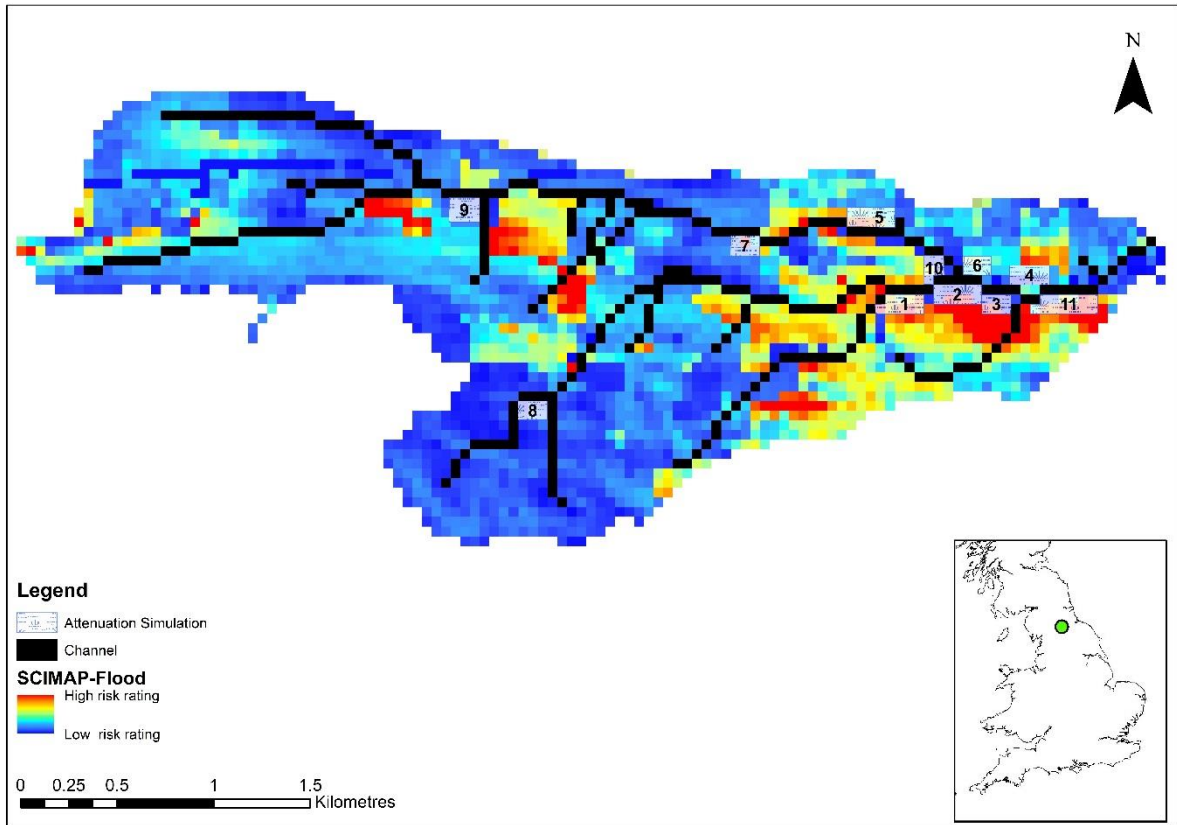 N
9
5
7
10
6
4
1
2
3
11
8
Legend
Attenuation Simulation
Channel
SCIMAP-Flood
High risk rating
Low risk rating
0 0.25 0.5 1 1.5
Kilometres